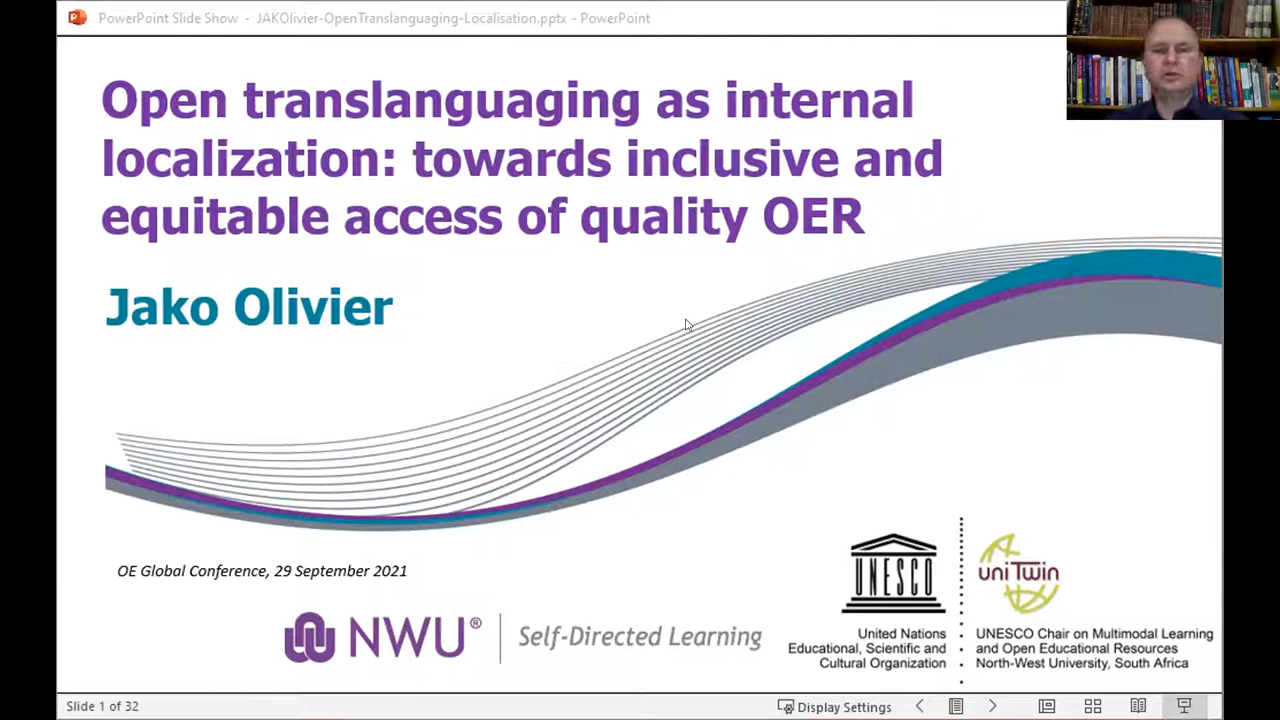 PowerPoint Slide Show - JAKOlivier-OpenTranslanguaging-Localisation.pptx - PowerPoint
Open translanguaging as internal
localization: towards inclusive and
equitable access of quality OER
Jako Olivier
OE Global Conference, 29 September 2021
NWU®
Self-Directed Learning
UNESCO
United Nations
Educational, Scientific and
Cultural Organization
uniTwin
UNESCO Chair on Multimodal Learning
and Open Educational Resources
North-West University, South Africa
Slide 1 of 32
Display Settings